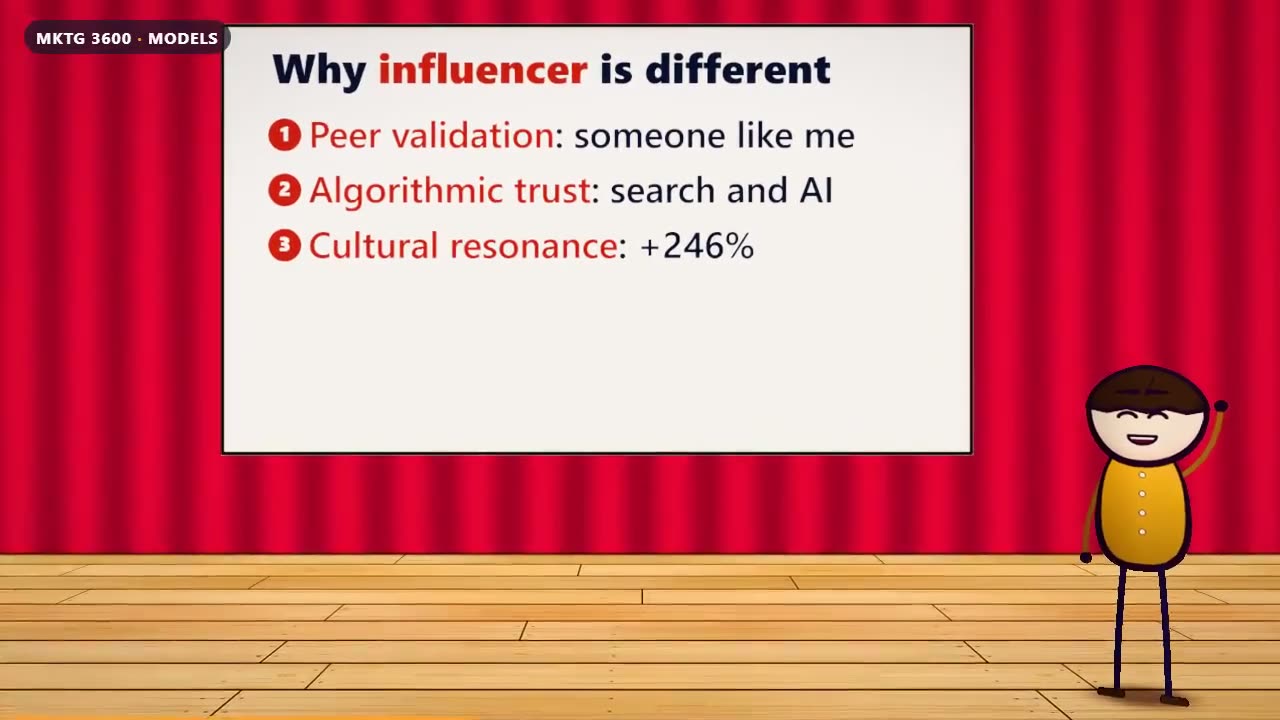 MKTG 3600 · MODELS
Why influencer is different
1 Peer validation: someone like me
2 Algorithmic trust: search and AI
3 Cultural resonance: +246%